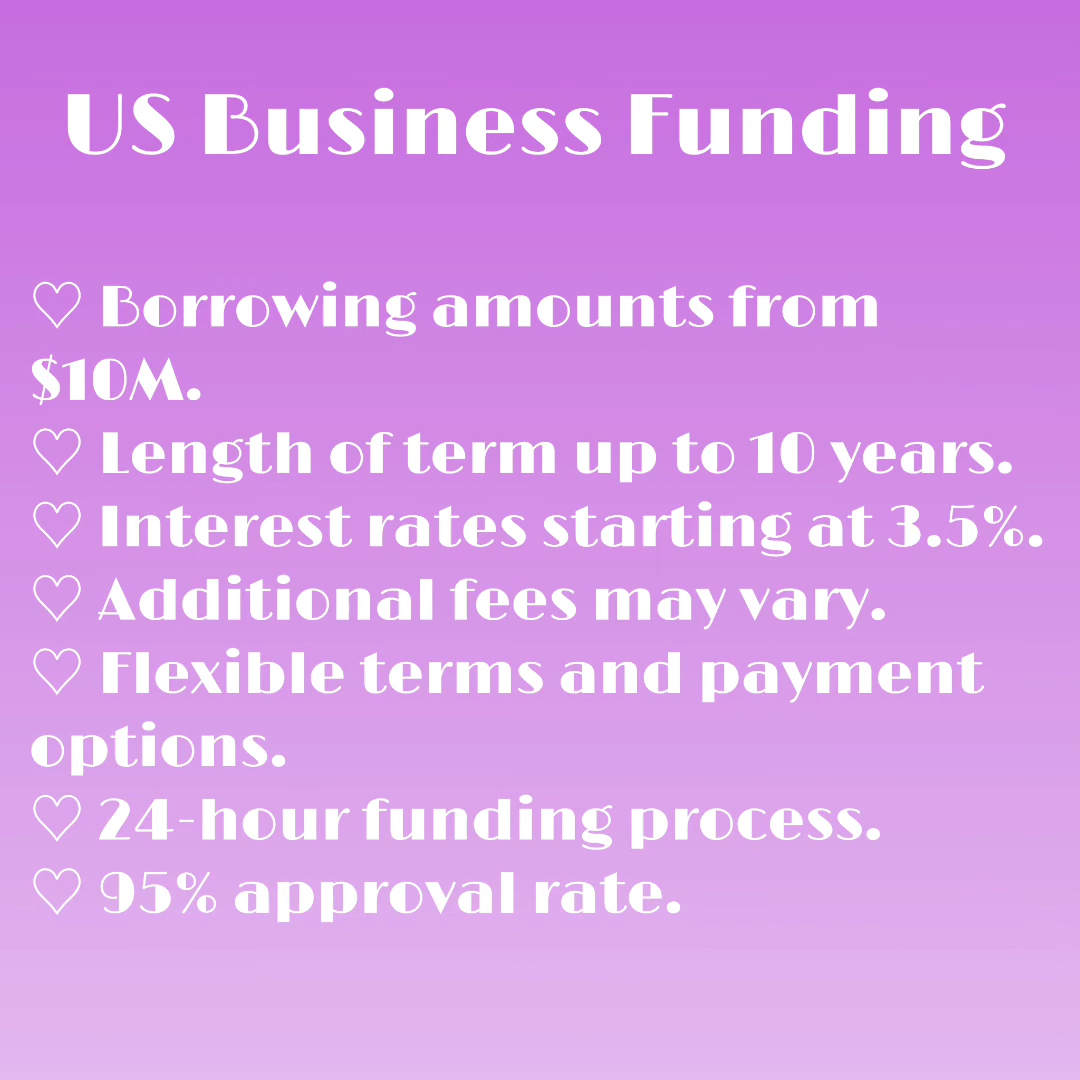 US Business Funding
♡ Borrowing amounts from
$10M.
♡ Length of term up to 10 years.
♡ Interest rates starting at 3.5%.
♡ Additional fees may vary.
♡ Flexible terms and payment
options.
♡ 24-hour funding process.
♡ 95% approval rate.